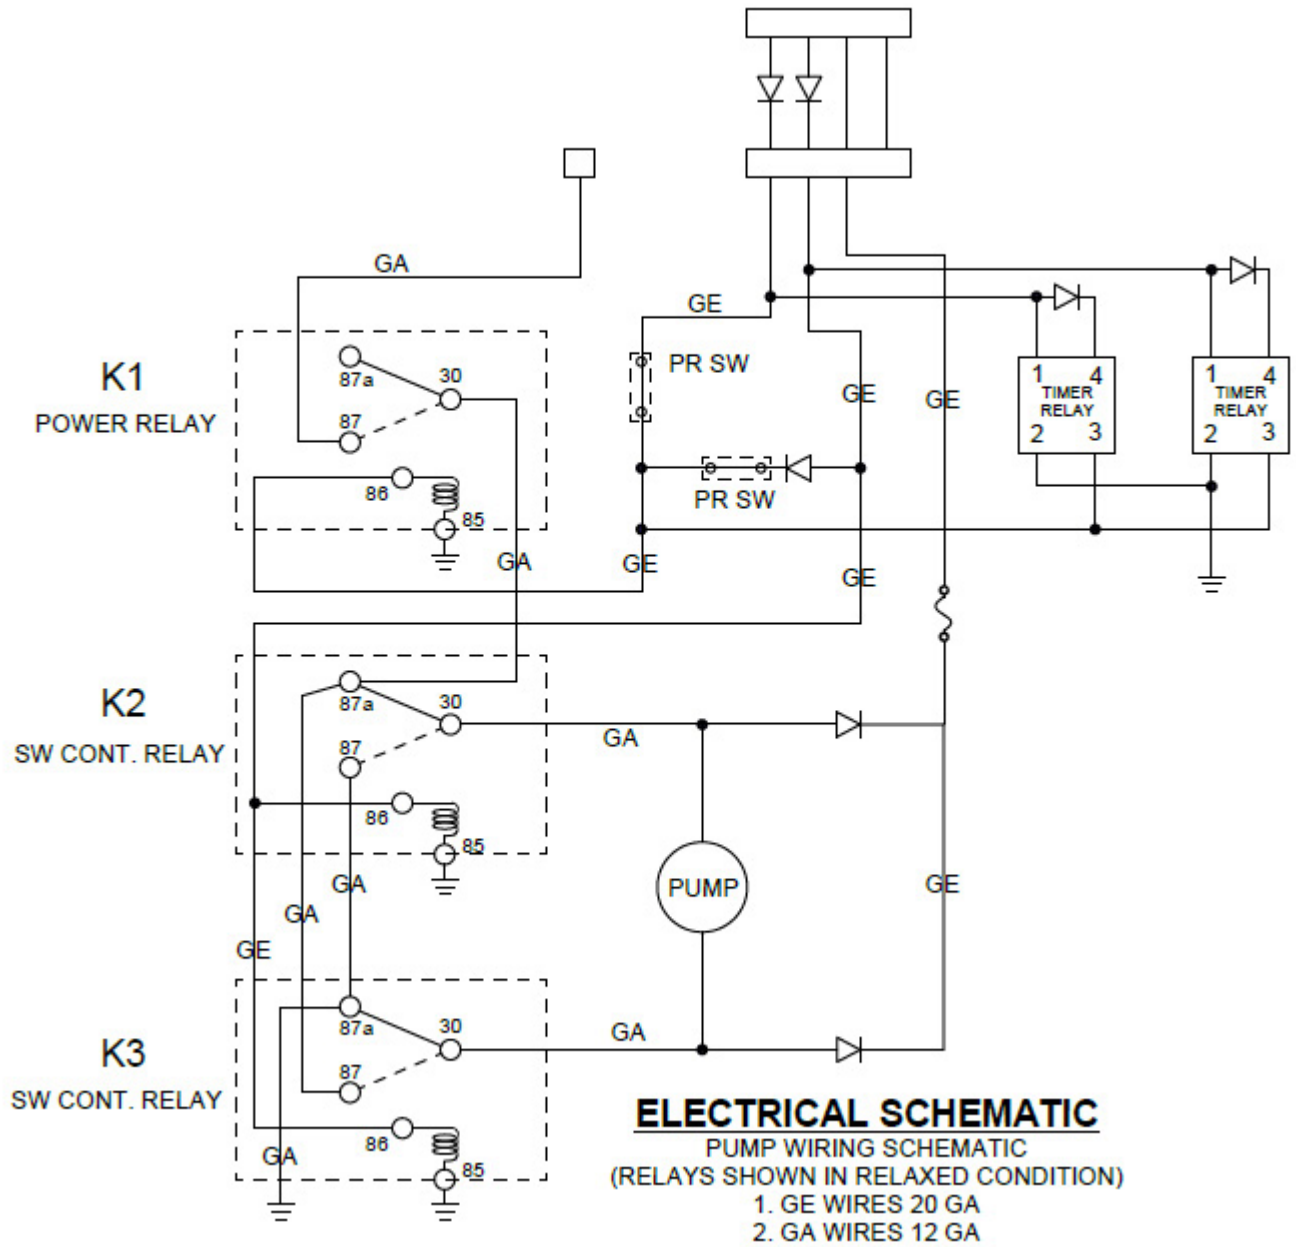 GA
GE
K1
POWER RELAY
87a
30
87
86
85
PR SW
GE
GE
1 4
TIMER
RELAY
2 3
1 4
TIMER
RELAY
2 3
PR SW
GA
GE
GE
K2
SW CONT. RELAY
87a
30
87
86
85
GA
PUMP
GE
GA
GA
GE
K3
SW CONT. RELAY
87a
30
87
86
85
GA
GA
ELECTRICAL SCHEMATIC
PUMP WIRING SCHEMATIC
(RELAYS SHOWN IN RELAXED CONDITION)
1. GE WIRES 20 GA
2. GA WIRES 12 GA